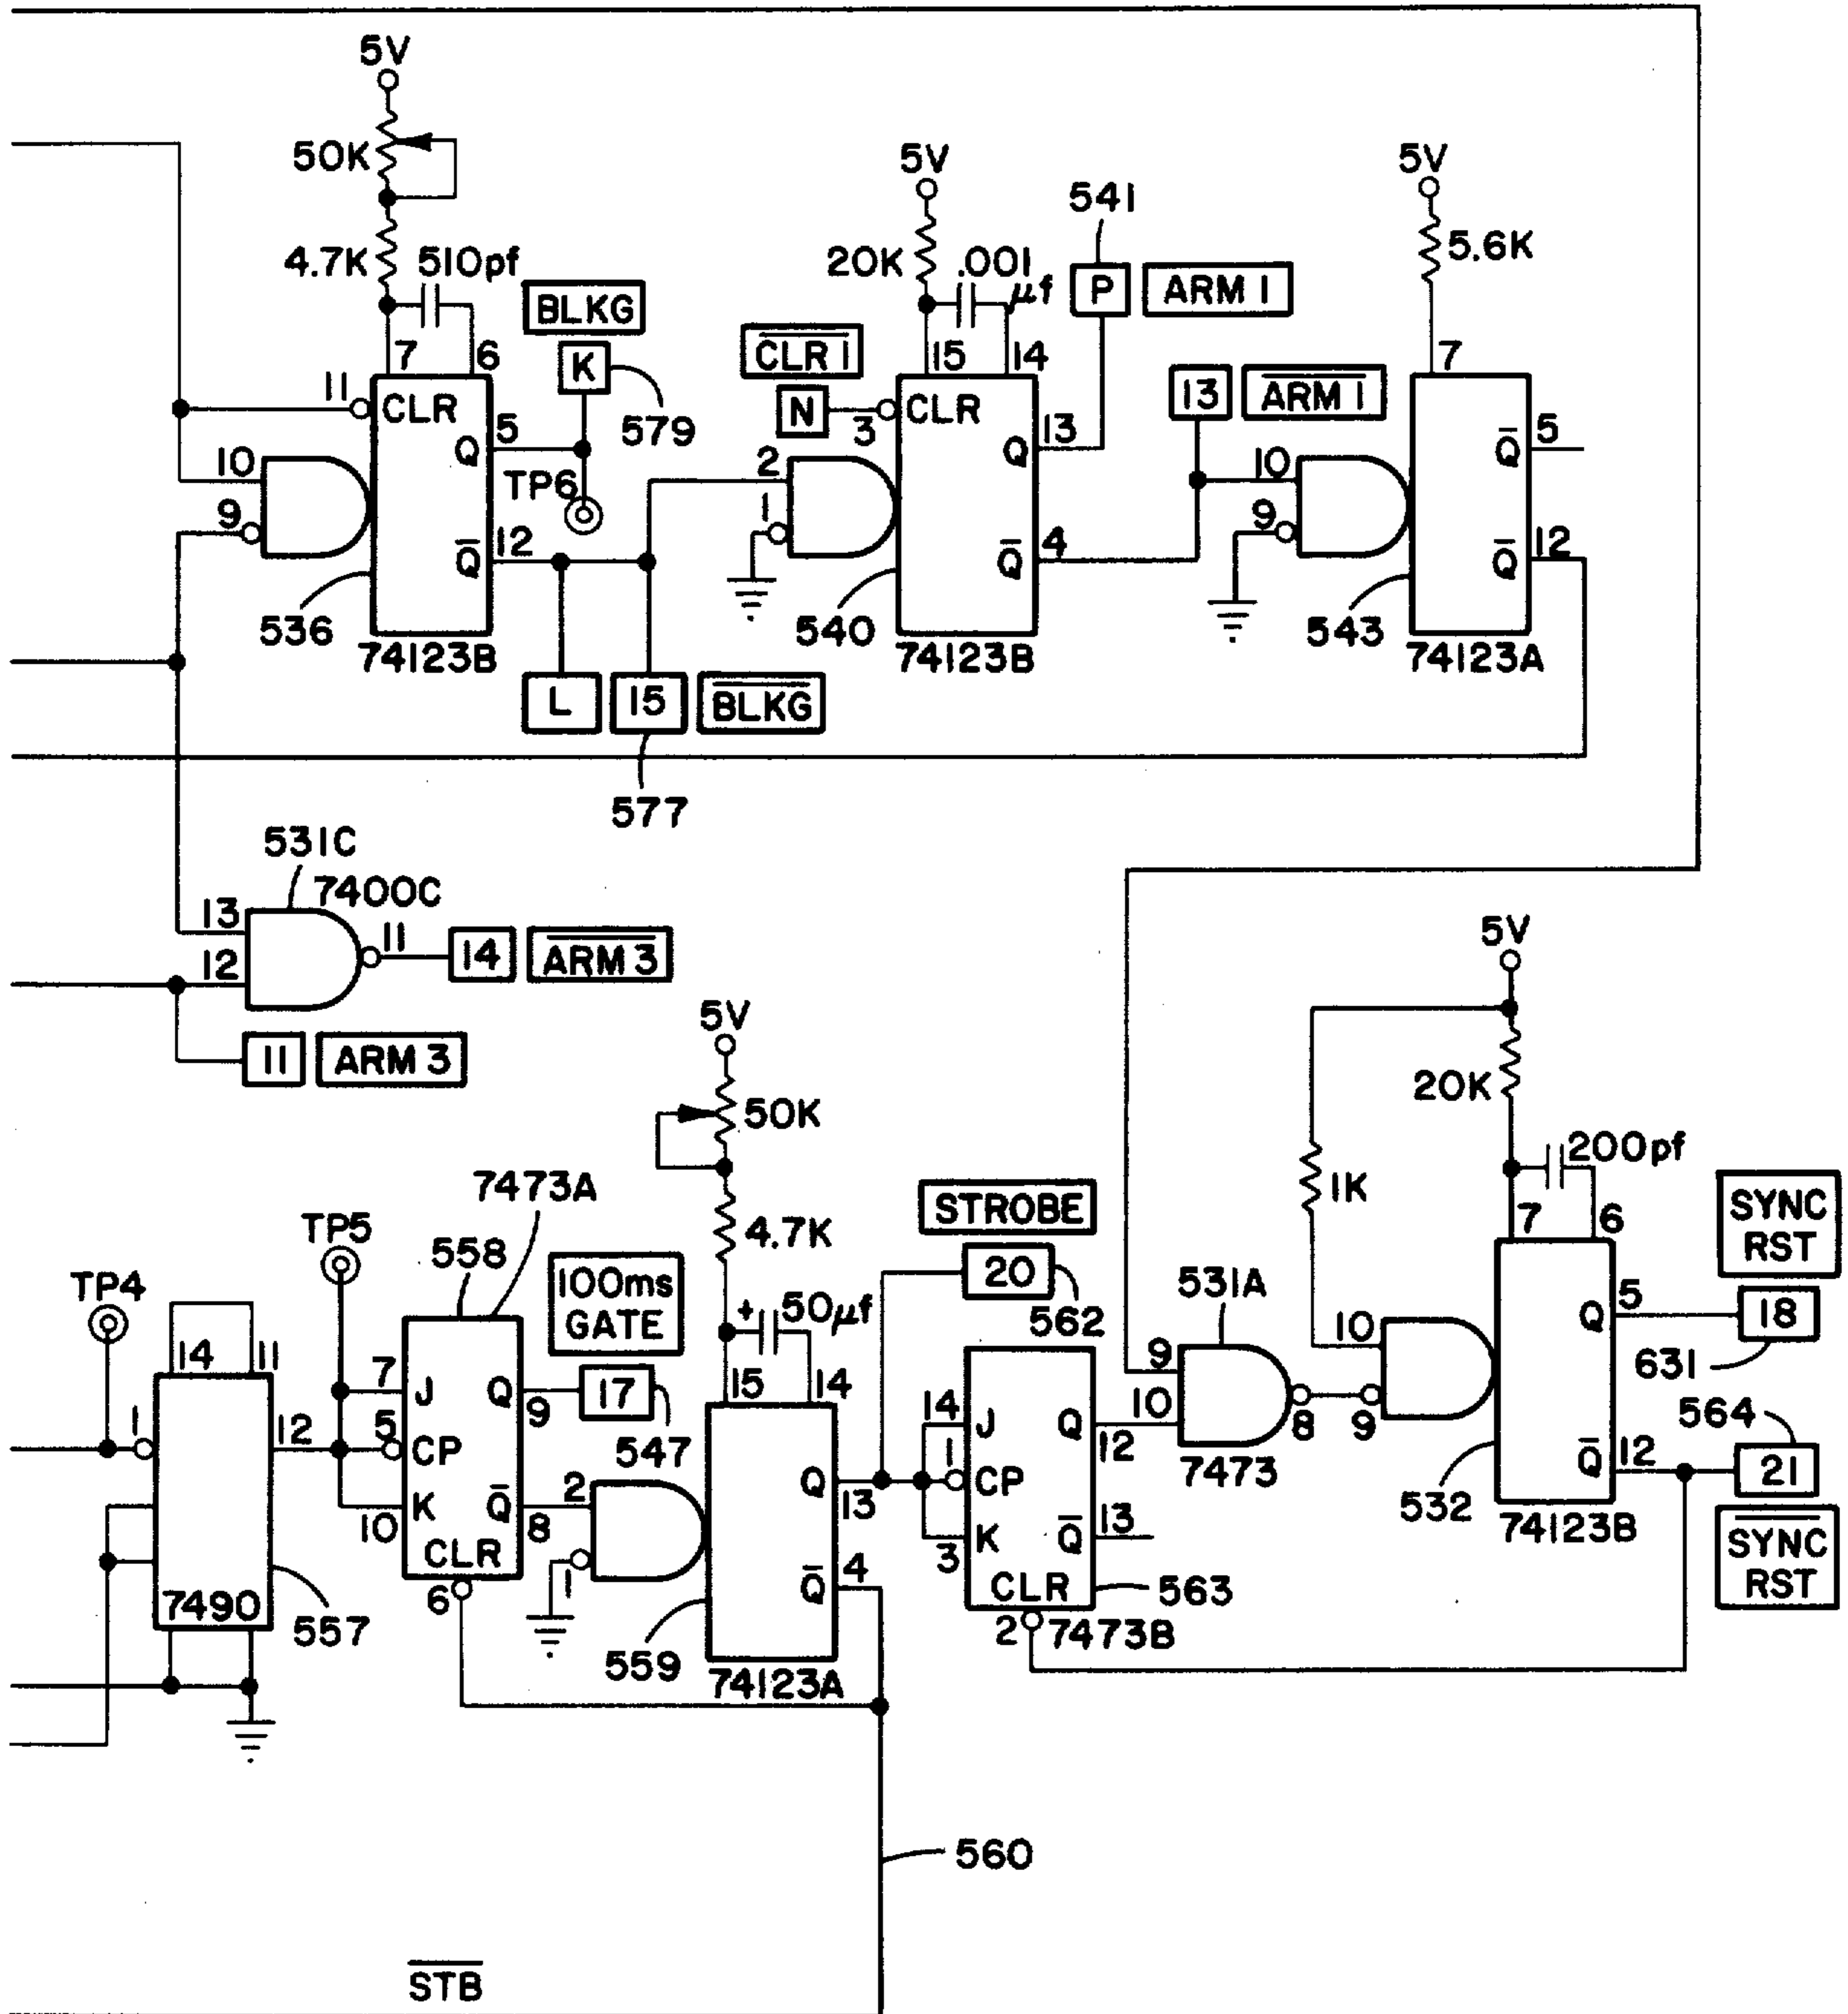 5V
50K
4.7K
510pf
7
6
11
CLR
10
9
5
Q
Q̅
12
536
74123B
BLKG
K
579
TP6
L
15
B̅L̅K̅G̅
577
5V
20K
.001
μf
541
P
ARM 1
C̅L̅R̅ ̅1̅
N
3
15
14
CLR
2
1
Q
13
Q̅
4
540
74123B
13
A̅R̅M̅ ̅1̅
5V
5.6K
7
10
9
Q̅
5
Q̅
12
543
74123A
531C
7400C
13
12
11
14
A̅R̅M̅ ̅3̅
11
ARM 3
TP4
14
11
1
12
7490
557
TP5
7473A
558
7
J
5
CP
K
10
CLR
6
Q
9
Q̅
8
100ms
GATE
17
547
5V
50K
4.7K
+
50μf
15
14
2
1
Q
13
Q̅
4
559
74123A
STROBE
20
562
14
J
1
CP
K
3
CLR
2
Q
12
Q̅
13
563
7473B
531A
9
10
8
7473
5V
20K
1K
200pf
7
6
10
9
Q
5
Q̅
12
532
74123B
SYNC
RST
18
631
564
21
S̅Y̅N̅C̅
RST
560
S̅T̅B̅